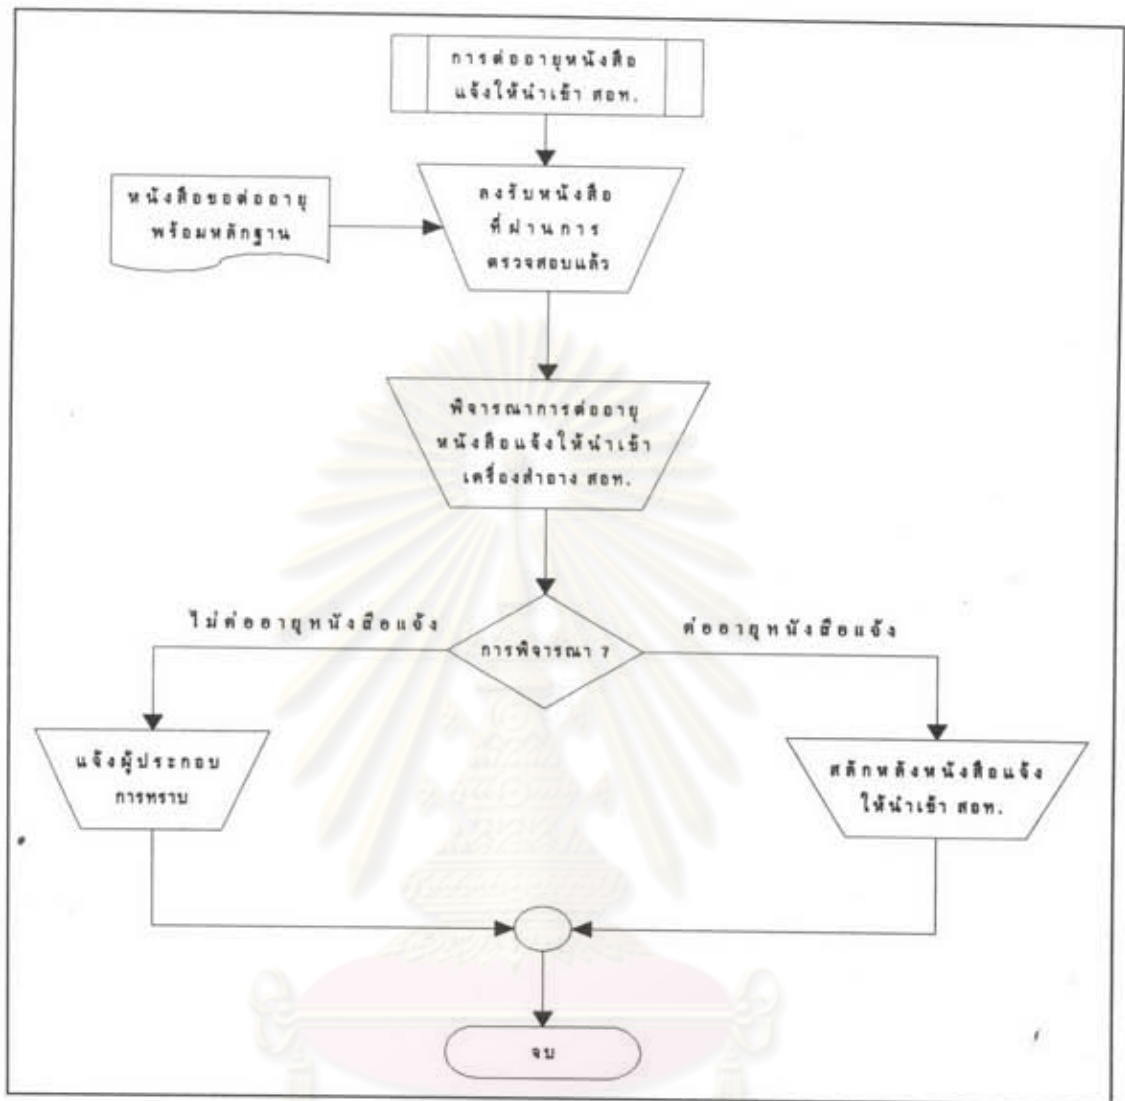 การต่ออายุหนังสือ
แจ้งให้นำเข้า สอท.
หนังสือขอต่ออายุ
พร้อมหลักฐาน
ลงรับหนังสือ
ที่ผ่านการ
ตรวจสอบแล้ว
พิจารณาการต่ออายุ
หนังสือแจ้งให้นำเข้า
เครื่องสำอาง สอท.
ไม่ต่ออายุหนังสือแจ้ง
การพิจารณา ?
ต่ออายุหนังสือแจ้ง
แจ้งผู้ประกอบ
การทราบ
สลักหลังหนังสือแจ้ง
ให้นำเข้า สอท.
จบ